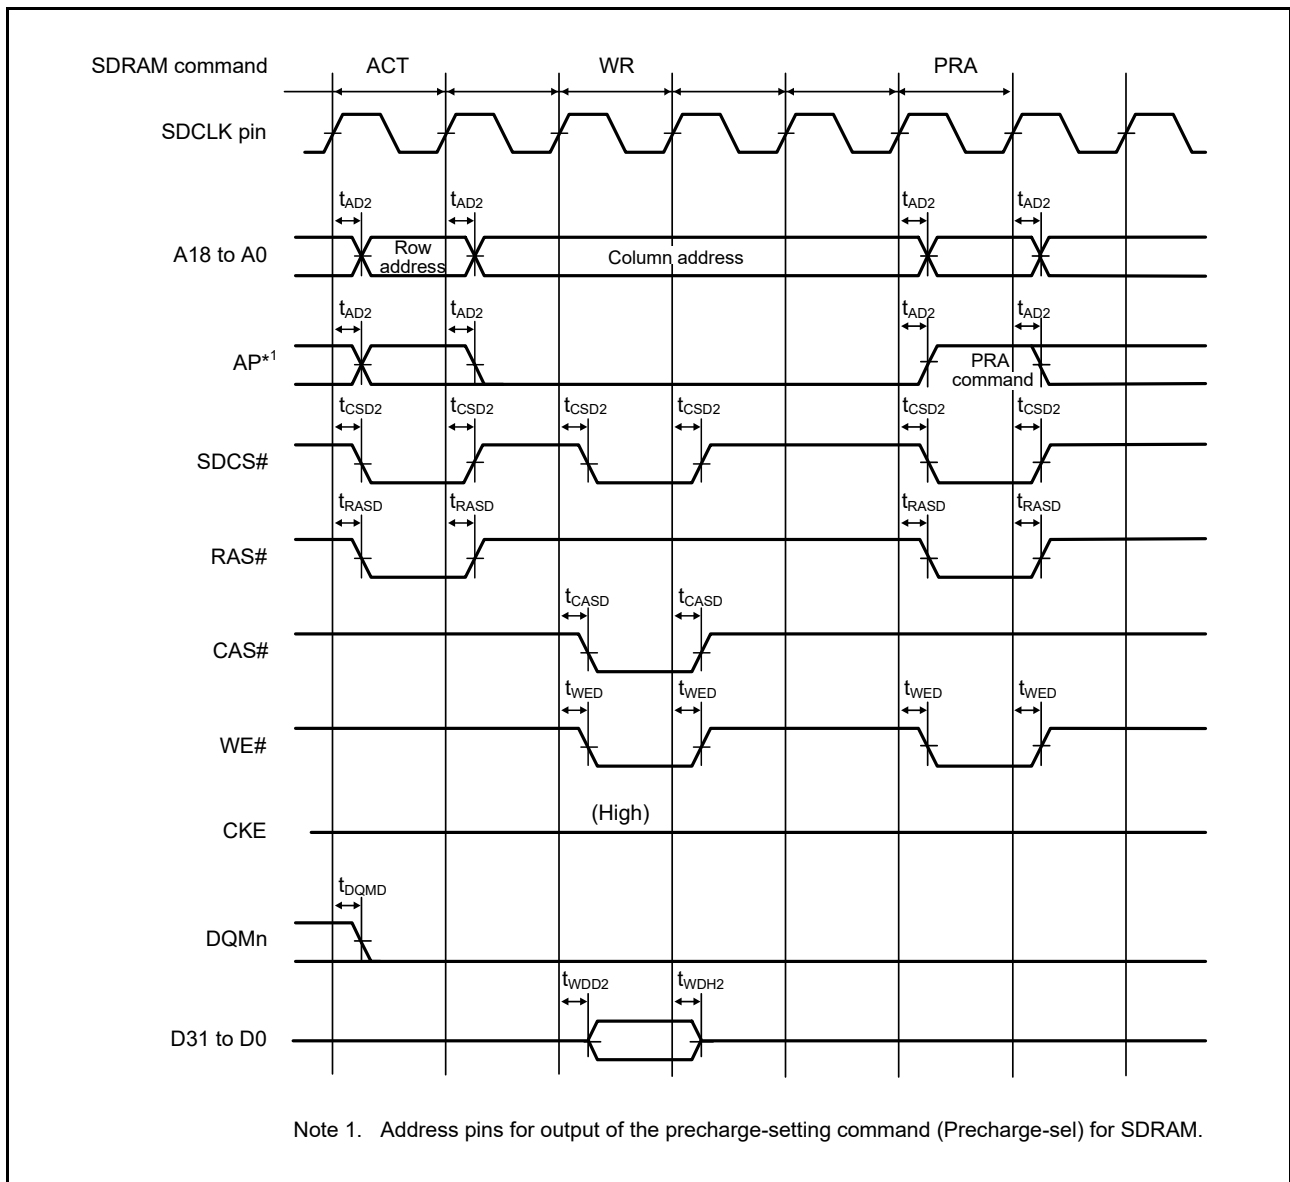 SDRAM command ACT WR PRA
SDCLK pin
tAD2 tAD2 tAD2 tAD2
A18 to A0 Row address Column address
tAD2 tAD2 tAD2 tAD2
AP*1 PRA command
tCSD2 tCSD2 tCSD2 tCSD2 tCSD2 tCSD2
SDCS#
tRASD tRASD tRASD tRASD
RAS#
tCASD tCASD
CAS#
tWED tWED tWED tWED
WE#
(High)
CKE
tDQMD
DQMn
tWDD2 tWDH2
D31 to D0
Note 1. Address pins for output of the precharge-setting command (Precharge-sel) for SDRAM.